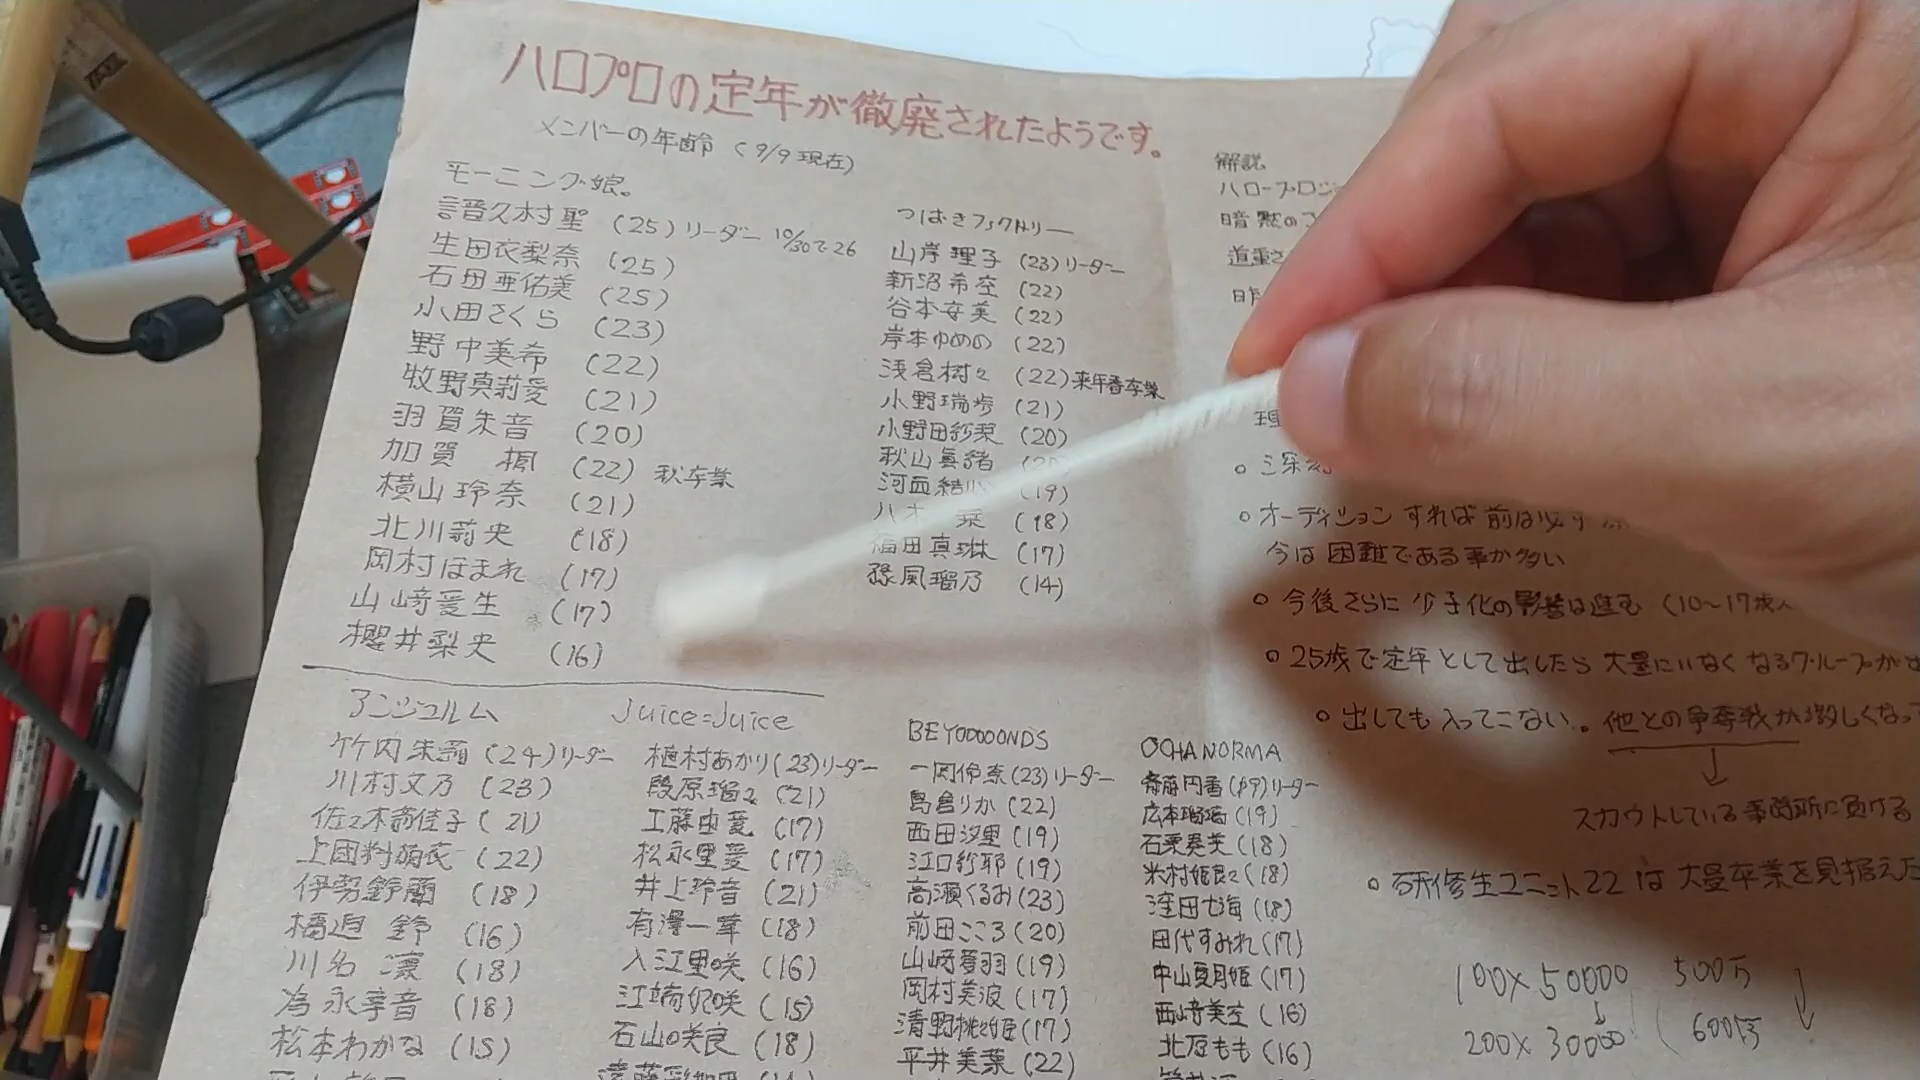 ハロプロの定年が徹廃されたようです。
メンバーの年齢 (9/9 現在)
モーニング娘。
譜久村聖 (25) リーダー 10/30で26
生田衣梨奈 (25)
石田亜佑美 (25)
小田さくら (23)
野中美希 (22)
牧野真莉愛 (21)
羽賀朱音 (20)
加賀 楓 (22) 秋卒業
横山玲奈 (21)
北川莉央 (18)
岡村ほまれ (17)
山﨑愛生 (17)
櫻井梨央 (16)
つばきファクトリー
山岸理子 (23) リーダー
新沼希空 (22)
谷本安美 (22)
岸本ゆめの (22)
浅倉樹々 (22) 来年春卒業
小野瑞歩 (21)
小野田紗栞 (20)
秋山眞緒 (20)
河西結心 (19)
八木 栞 (18)
福田真琳 (17)
豫風瑠乃 (14)
アンジュルム
竹内朱莉 (24) リーダー
川村文乃 (23)
佐々木莉佳子 (21)
上國料萌衣 (22)
伊勢鈴蘭 (18)
橋迫 鈴 (16)
川名 凜 (18)
為永幸音 (18)
松本わかな (15)
Juice=Juice
植村あかり (23) リーダー
段原瑠々 (21)
工藤由愛 (17)
松永里愛 (17)
井上玲音 (21)
有澤一華 (18)
入江里咲 (16)
江端妃咲 (15)
石山咲良 (18)
BEYOOOOONDS
一岡伶奈 (23) リーダー
島倉りか (22)
西田汐里 (19)
江口紗耶 (19)
高瀬くるみ (23)
前田こころ (20)
山﨑夢羽 (19)
岡村美波 (17)
清野桃々姫 (17)
平井美葉 (22)
OCHA NORMA
斉藤円香 (19) リーダー
広本瑠璃 (19)
石栗奏美 (18)
米村姫良々 (18)
窪田七海 (18)
田代すみれ (17)
中山夏月姫 (17)
西﨑美空 (16)
北原もも (16)
解説
ハロープロジ
暗黙の
道重さ
昨
理
○ オーディションすれば前は必ず
今は困難である事が多い
○ 今後さらに少子化の影響は進む (10～17歳
○ 25歳で定年として出したら大量にいなくなるグループが
○ 出しても入ってこない。他との争奪戦が激しくなっ
↓
スカウトしている事務所に負ける
○ 研修生ユニット22は大量卒業を見据えた
100×50000 500万
200×30000 600万